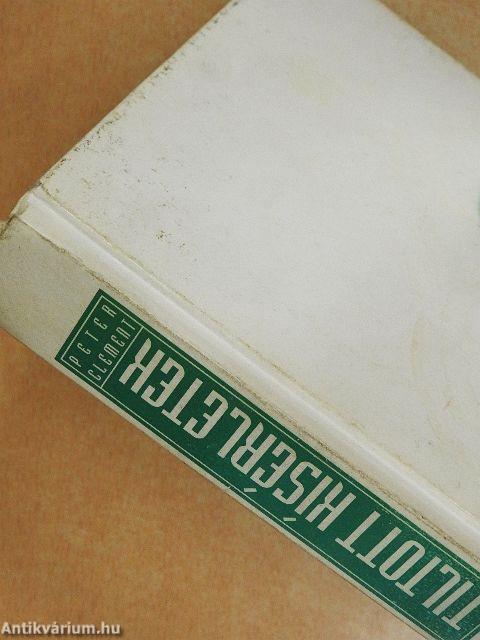 PETER
CLEMENT
TILTOTT KÍSÉRLETEK
Antikvárium.hu